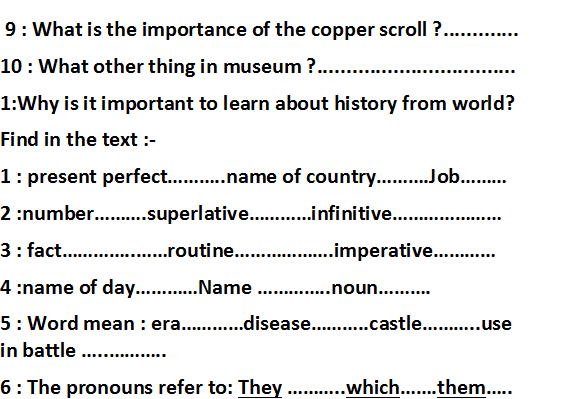 9 : What is the importance of the copper scroll ?.............
10 : What other thing in museum ?..................................
1:Why is it important to learn about history from world?
Find in the text :-
1 : present perfect...........name of country..........Job.........
2 :number..........superlative............infinitive.....................
3 : fact....................routine...................imperative............
4 :name of day............Name ..............noun..........
5 : Word mean : era............disease...........castle...........use
in battle ................
6 : The pronouns refer to: They ...........which.......them.....